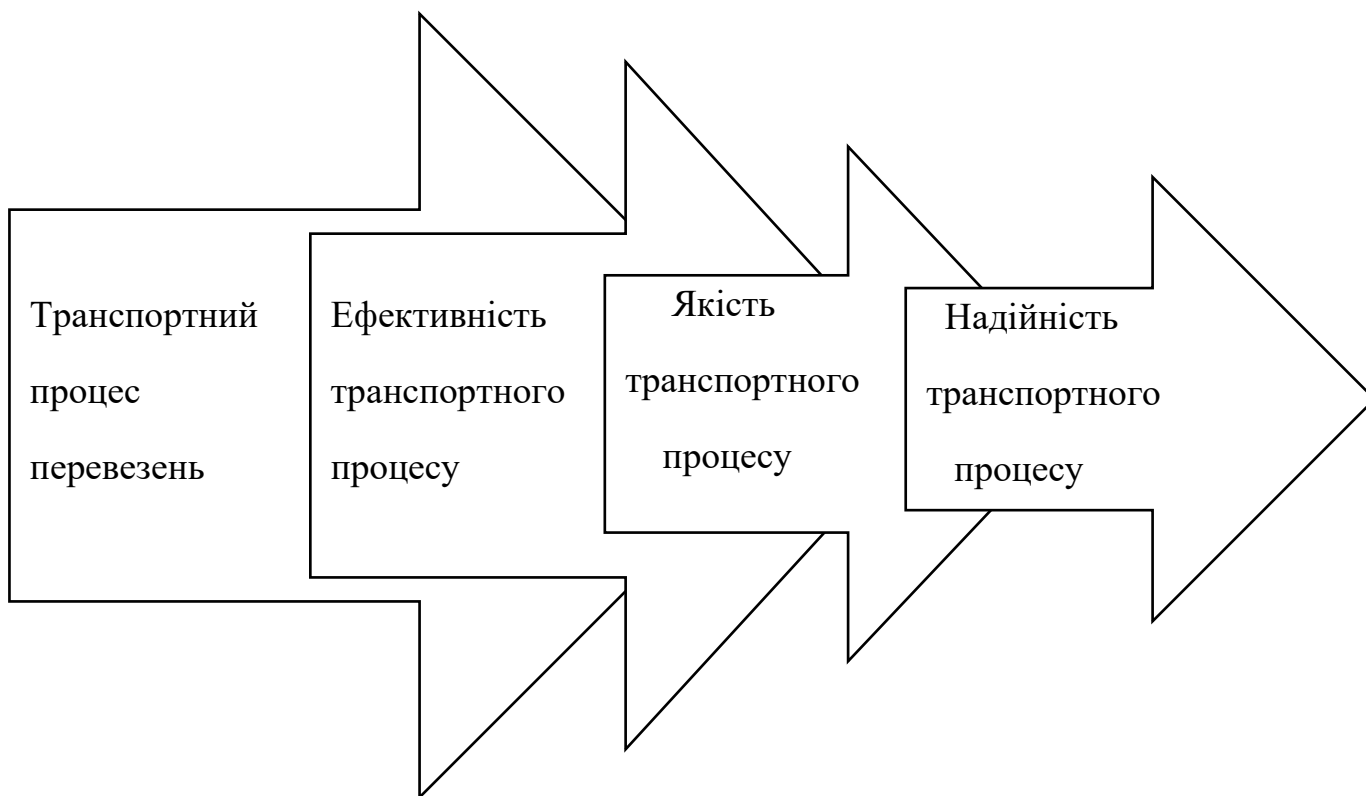 Транспортний
процес
перевезень
Ефективність
транспортного
процесу
Якість
транспортного
процесу
Надійність
транспортного
процесу